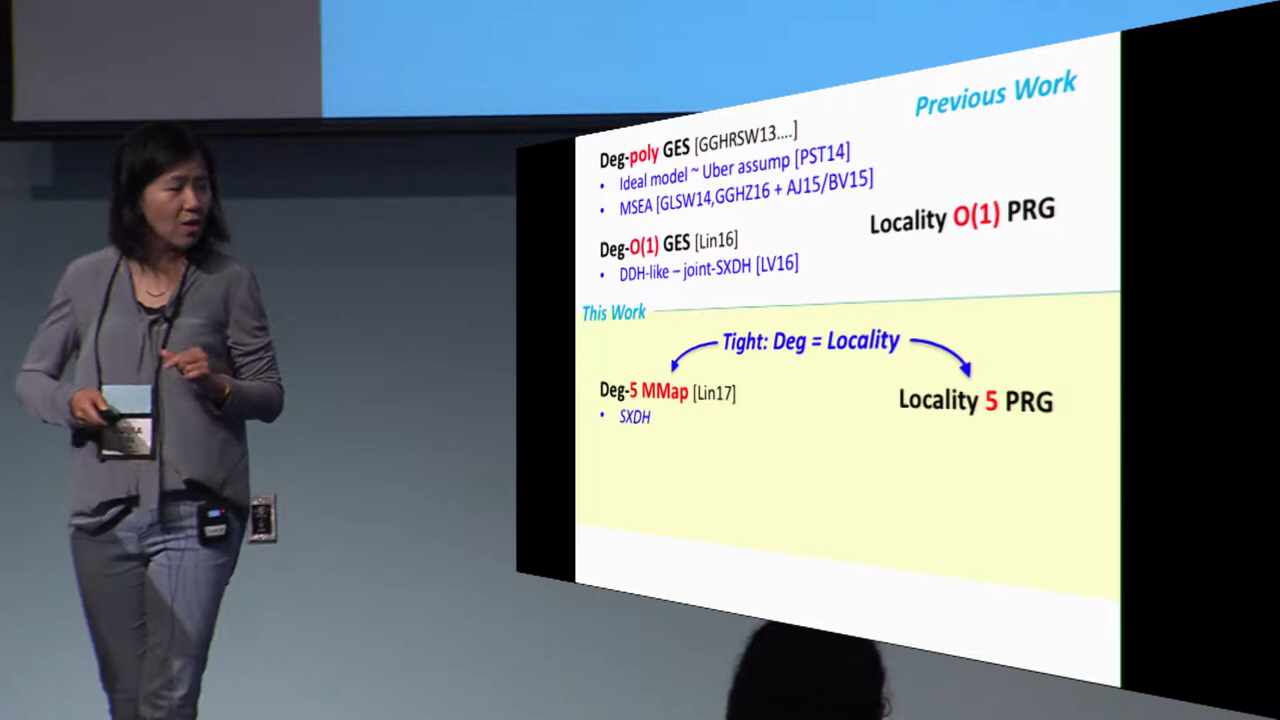 Previous Work
Deg-poly GES [GGHRSW13....]
• Ideal model ~ Uber assump [PST14]
• MSEA [GLSW14,GGHZ16 + AJ15/BV15]
Locality O(1) PRG
Deg-O(1) GES [Lin16]
• DDH-like – joint-SXDH [LV16]
This Work
Tight: Deg = Locality
Deg-5 MMap [Lin17]
• SXDH
Locality 5 PRG